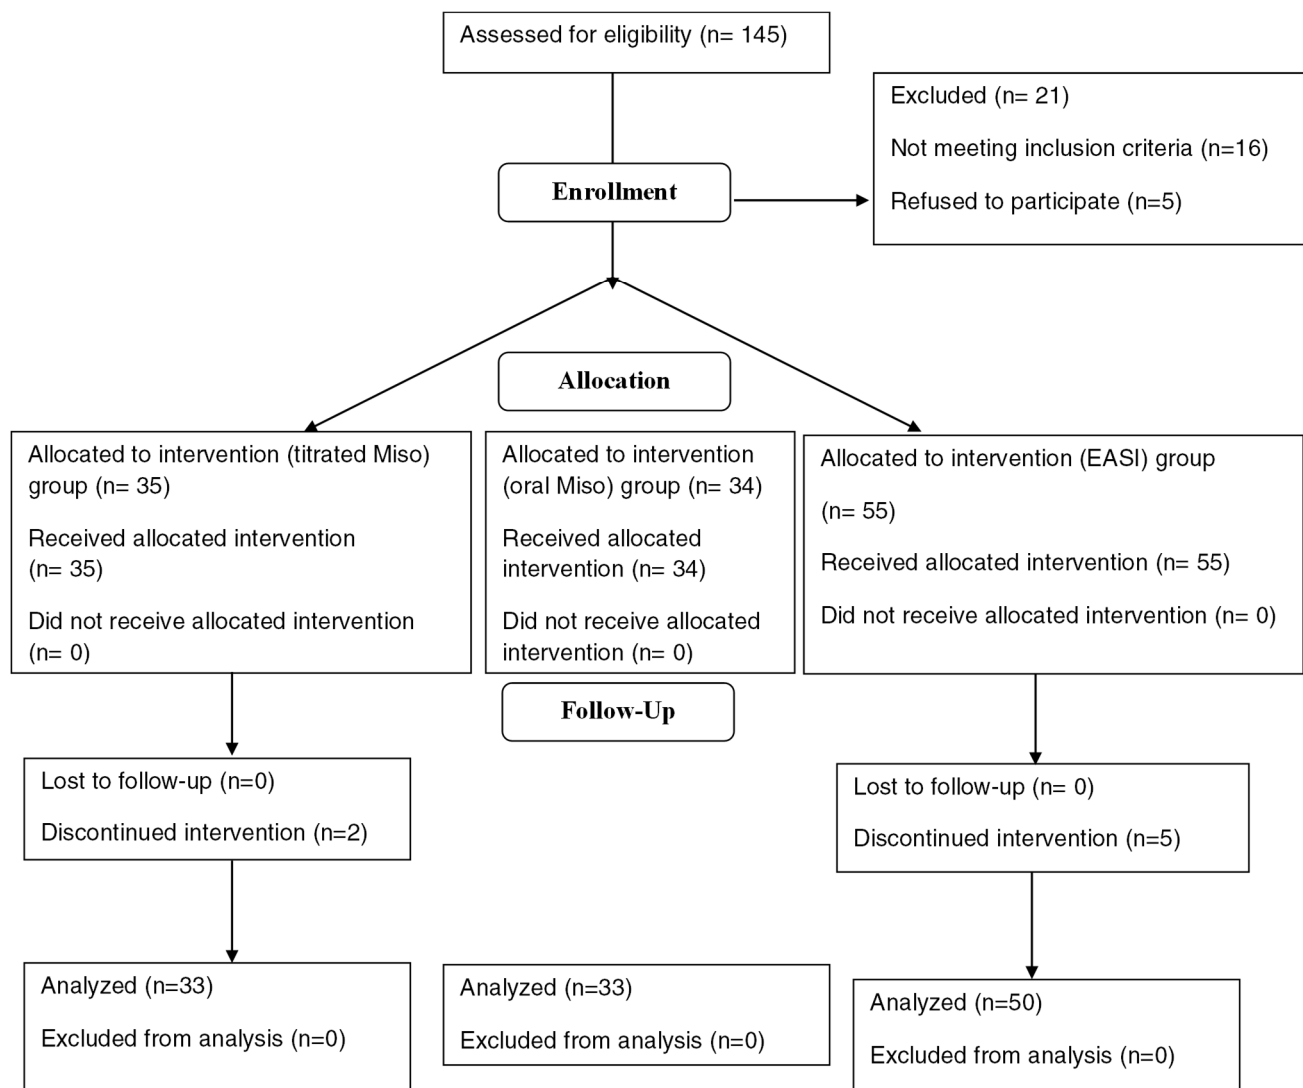 Assessed for eligibility (n= 145)
Excluded (n= 21)
Not meeting inclusion criteria (n=16)
Refused to participate (n=5)
Enrollment
Allocation
Allocated to intervention (titrated Miso)
group (n= 35)
Received allocated intervention
(n= 35)
Did not receive allocated intervention
(n= 0)
Allocated to intervention
(oral Miso) group (n= 34)
Received allocated
intervention (n= 34)
Did not receive allocated
intervention (n= 0)
Allocated to intervention (EASI) group
(n= 55)
Received allocated intervention (n= 55)
Did not receive allocated intervention (n= 0)
Follow-Up
Lost to follow-up (n=0)
Discontinued intervention (n=2)
Lost to follow-up (n= 0)
Discontinued intervention (n=5)
Analyzed (n=33)
Excluded from analysis (n=0)
Analyzed (n=33)
Excluded from analysis (n=0)
Analyzed (n=50)
Excluded from analysis (n=0)